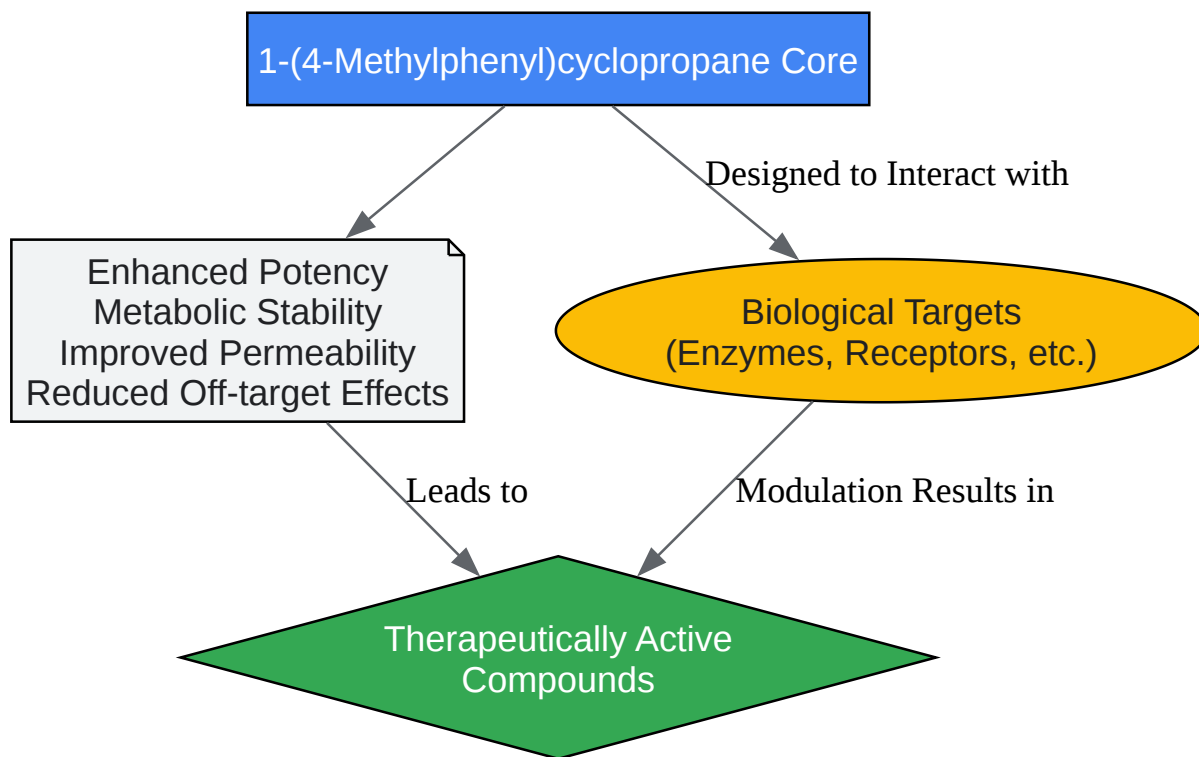 1-(4-Methylphenyl)cyclopropane Core
Designed to Interact with
Enhanced Potency
Metabolic Stability
Improved Permeability
Reduced Off-target Effects
Biological Targets
(Enzymes, Receptors, etc.)
Leads to
Modulation Results in
Therapeutically Active
Compounds